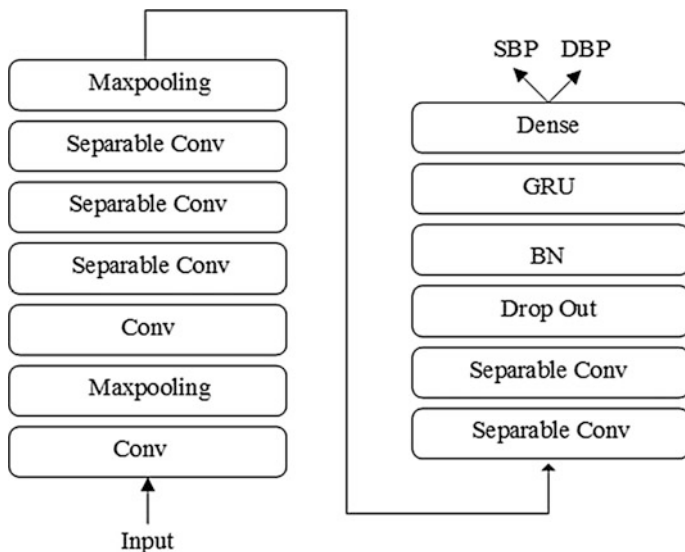 Maxpooling
Separable Conv
Separable Conv
Separable Conv
Conv
Maxpooling
Conv
Input
SBP DBP
Dense
GRU
BN
Drop Out
Separable Conv
Separable Conv